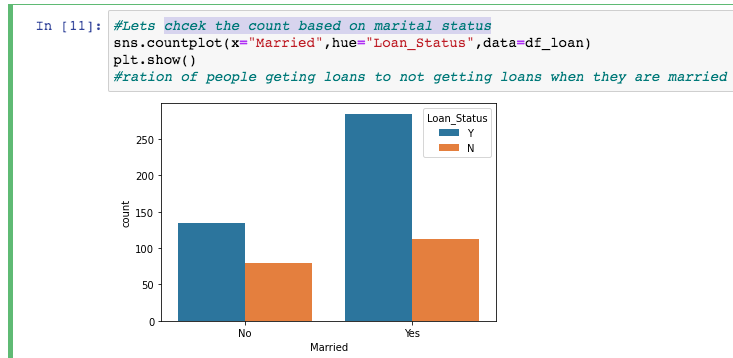 In [11]: #Lets chcek the count based on marital status
sns.countplot(x="Married",hue="Loan_Status",data=df_loan)
plt.show()
#ration of people geting loans to not getting loans when they are married
Loan_Status
Y
N
250
200
150
100
50
0
count
No Yes
Married